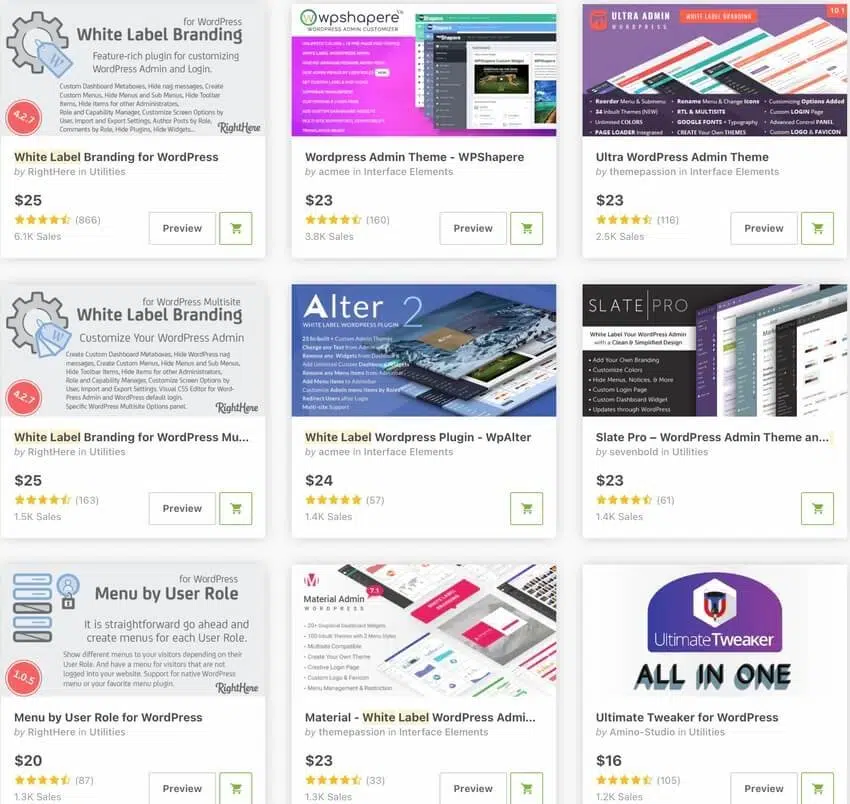 for WordPress
White Label Branding
Feature-rich plugin for customizing
WordPress Admin and Login.
Custom Dashboard Metaboxes, Hide nag messages, Create
Custom Menus, Hide Menus and Sub Menus, Hide Toolbar
Items, Hide items for other Administrators,
Role and Capability Manager, Customize Screen Options by
User, Import and Export Settings, Author Posts by Role,
Comments by Role, Hide Plugins, Hide Widgets...
4.2.7
RightHere
White Label Branding for WordPress
by RightHere in Utilities
$25
(866)
6.1K Sales
Preview
wpshapere™
WORDPRESS ADMIN CUSTOMIZER
Wordpress Admin Theme - WPShapere
by acmee in Interface Elements
$23
(160)
3.8K Sales
Preview
ULTRA ADMIN
WORDPRESS
WHITE LABEL BRANDING
10.1
Reorder Menu & Submenu
34 Inbuilt Themes (NEW)
Unlimited COLORS
PAGE LOADER Integrated
Rename Menu & Change Icons
RTL & MULTISITE
GOOGLE FONTS - Typography
CREATE Your Own THEMES
Customizing Options Added
Custom LOGIN Page
Advanced Control PANEL
Custom LOGO & FAVICON
Ultra WordPress Admin Theme
by themepassion in Interface Elements
$23
(116)
2.5K Sales
Preview
for WordPress Multisite
White Label Branding
Customize Your WordPress Admin
Create Custom Dashboard Metaboxes, Hide WordPress nag
messages, Create Custom Menus, Hide Menus and Sub Menus,
Hide Toolbar Items, Hide items for other Administrators,
Role and Capability Manager, Customize Screen Options by
User, Import and Export Settings, Visual CSS Editor for Word-
Press Admin and WordPress default login.
Specific WordPress Multisite Options panel.
4.2.7
RightHere
White Label Branding for WordPress Mu...
by RightHere in Utilities
$25
(163)
1.5K Sales
Preview
Alter 2
WHITE LABEL WORDPRESS PLUGIN
23 In-built + Custom Admin Themes
Change any Text from Admin
Remove any Widgets from Dashboard
Add Unlimited Custom Dashboard Widgets
Rename any Menu Items from Adminbar
Add Menu Items to Adminbar
Customize Admin menu Items by Roles
Redirect Users after Login
Multi-site Support
White Label Wordpress Plugin - WpAlter
by acmee in Interface Elements
$24
(57)
1.4K Sales
SLATE PRO
White Label Your WordPress Admin
with a Clean & Simplified Design
• Add Your Own Branding
• Customize Colors
• Hide Menus, Notices, & More
• Custom Login Page
• Custom Dashboard Widget
• Updates through WordPress
Slate Pro – WordPress Admin Theme an...
by sevenbold in Utilities
$23
(61)
1.4K Sales
for WordPress
Menu by User Role
It is straightforward go ahead and
create menus for each User Role.
Show different menus to your visitors depending on their
User Role. And have a menu for visitors that are not
logged into your website. Support for native WordPress
menu or your favorite menu plugin.
1.0.5
RightHere
Menu by User Role for WordPress
by RightHere in Utilities
$20
(87)
1.3K Sales
Preview
Material Admin
WORDPRESS
7.1
WHITE LABEL
BRANDING
20+ Graphical Dashboard Widgets
100 Inbuilt Themes with 2 Menu Styles
Multisite Compatible
Create Your Own Theme
Creative Login Page
Custom Logo & Favicon
Menu Management & Restriction
Material - White Label WordPress Admi...
by themepassion in Interface Elements
$23
(33)
1.3K Sales
Preview
Ultimate Tweaker
ALL IN ONE
Ultimate Tweaker for WordPress
by Amino-Studio in Utilities
$16
(105)
1.2K Sales
Preview